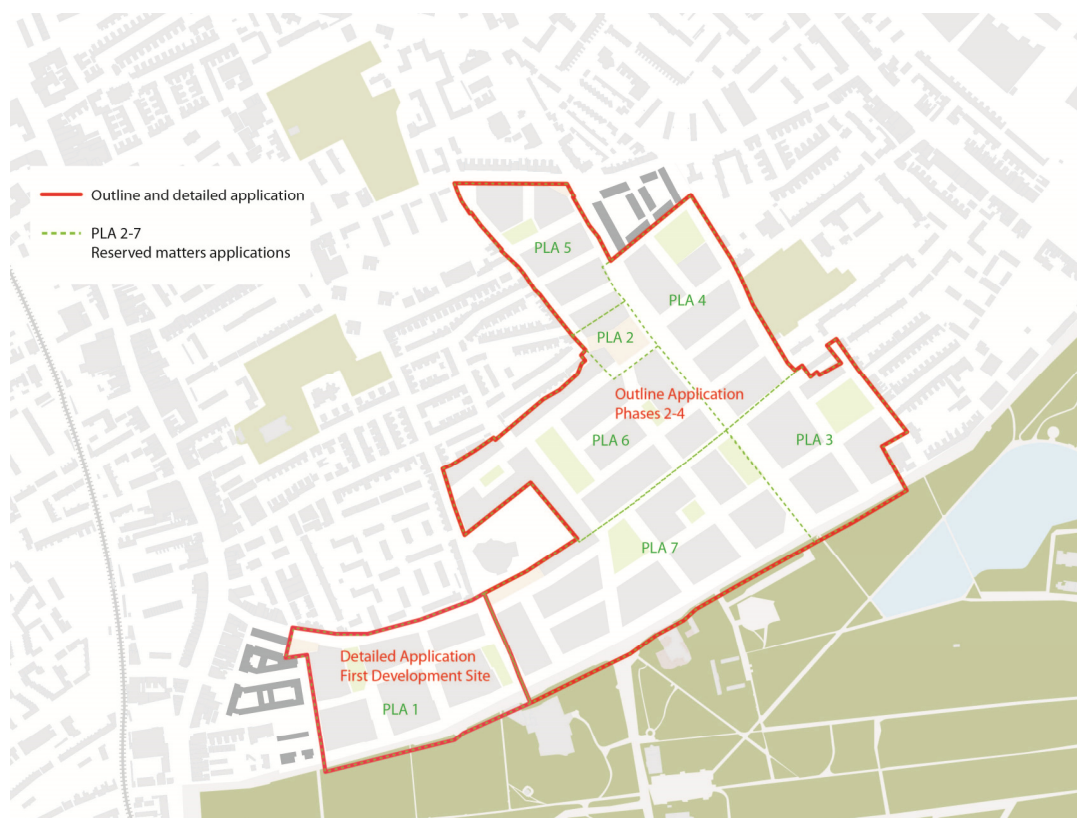 Outline and detailed application
PLA 2-7
Reserved matters applications
PLA 5
PLA 4
PLA 2
Outline Application
Phases 2-4
PLA 6
PLA 3
PLA 7
Detailed Application
First Development Site
PLA 1